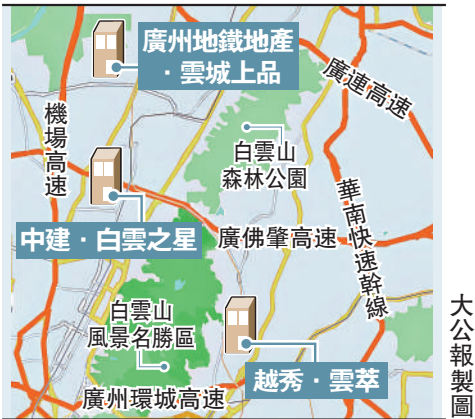 廣州地鐵地產
·雲城上品
廣連高速
機場高速
白雲山
森林公園
華南快速幹線
中建·白雲之星
廣佛肇高速
白雲山
風景名勝區
越秀·雲萃
廣州環城高速
大公報製圖